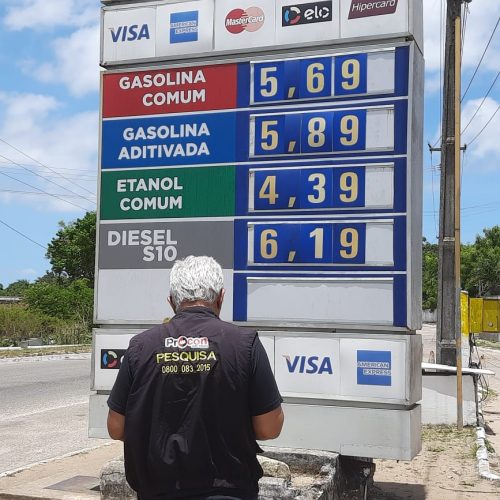 VISA AMERICAN EXPRESS MasterCard elo Hipercard
GASOLINA COMUM 5,69
GASOLINA ADITIVADA 5,89
ETANOL COMUM 4,39
DIESEL S10 6,19
Procon
PESQUISA
0800 083 2015
VISA AMERICAN EXPRESS